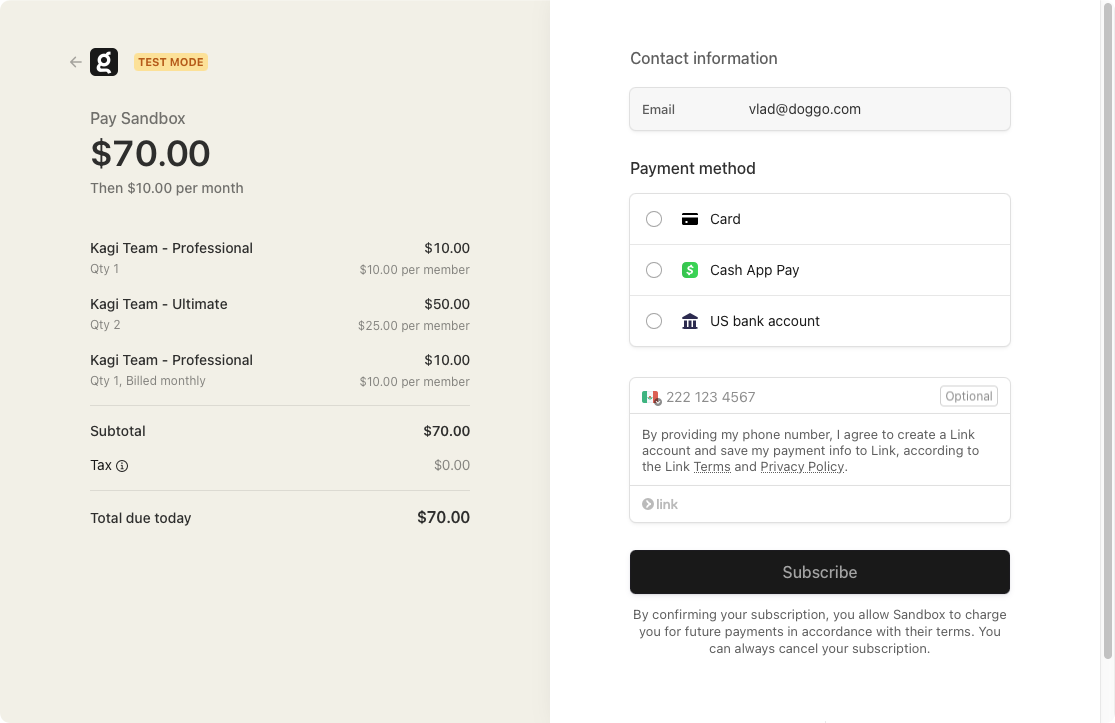 g
TEST MODE
Pay Sandbox
$70.00
Then $10.00 per month
Kagi Team - Professional $10.00
Qty 1 $10.00 per member
Kagi Team - Ultimate $50.00
Qty 2 $25.00 per member
Kagi Team - Professional $10.00
Qty 1, Billed monthly $10.00 per member
Subtotal $70.00
Tax $0.00
Total due today $70.00
Contact information
Email vlad@doggo.com
Payment method
Card
Cash App Pay
US bank account
222 123 4567 Optional
By providing my phone number, I agree to create a Link
account and save my payment info to Link, according to
the Link Terms and Privacy Policy.
link
Subscribe
By confirming your subscription, you allow Sandbox to charge
you for future payments in accordance with their terms. You
can always cancel your subscription.